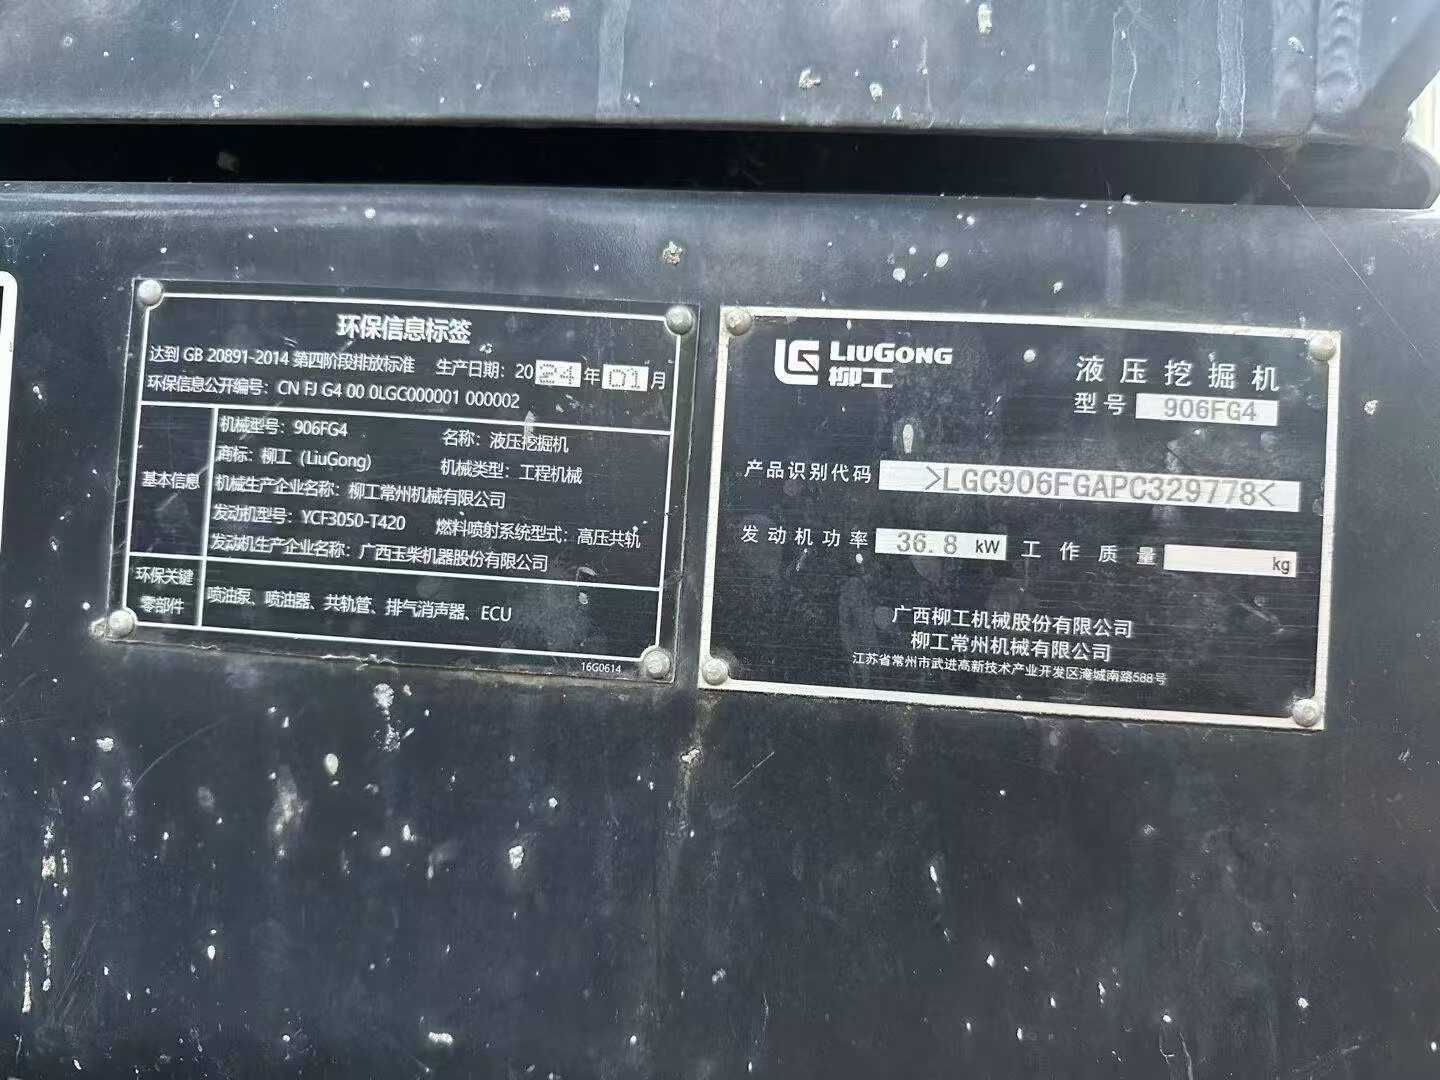 环保信息标签
达到 GB 20891-2014 第四阶段排放标准 生产日期: 2024年01月
环保信息公开编号: CN FJ G4 00 0LGC000001 000002
基本信息
机械型号: 906FG4 名称: 液压挖掘机
商标: 柳工 (LiuGong) 机械类型: 工程机械
机械生产企业名称: 柳工常州机械有限公司
发动机型号: YCF3050-T420 燃料喷射系统型式: 高压共轨
发动机生产企业名称: 广西玉柴机器股份有限公司
环保关键
零部件
喷油泵、喷油器、共轨管、排气消声器、ECU
16G0614
LIUGONG
柳工
液压挖掘机
型号 906FG4
产品识别代码 >LGC906FGAPC329778<
发动机功率 36.8 kW 工作质量 kg
广西柳工机械股份有限公司
柳工常州机械有限公司
江苏省常州市武进高新技术产业开发区淹城南路588号